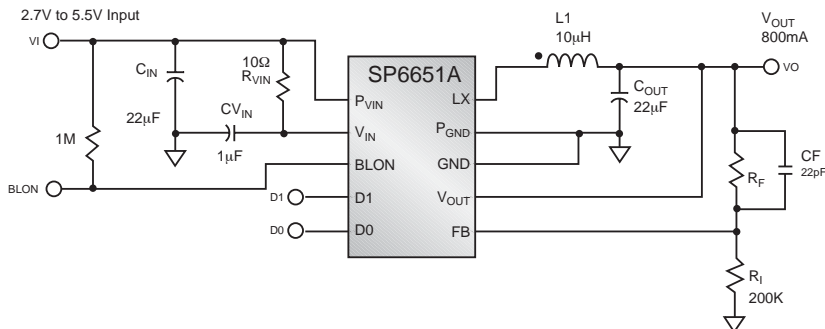 2.7V to 5.5V Input
VI
CIN
22µF
10Ω
RVIN
CVIN
1µF
1M
BLON
D1
D0
SP6651A
PVIN
VIN
BLON
D1
D0
LX
PGND
GND
VOUT
FB
L1
10µH
COUT
22µF
VOUT
800mA
VO
RF
CF
22pF
RI
200K